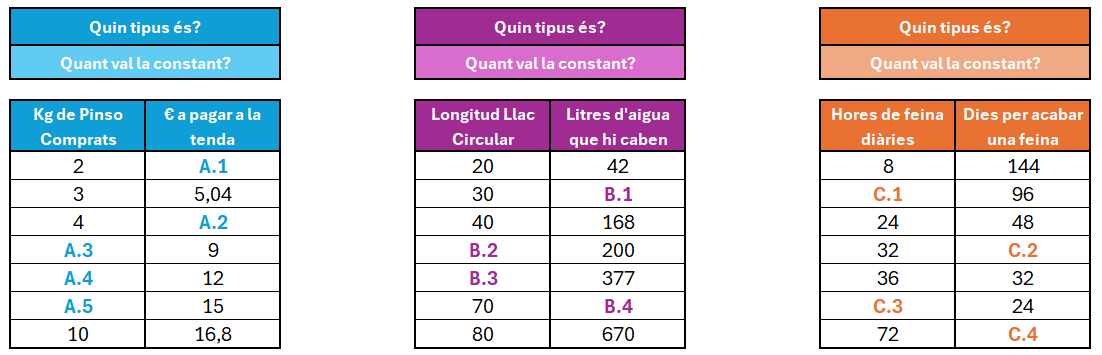 Quin tipus és?
Quant val la constant?
Kg de Pinso Comprats
€ a pagar a la tenda
2 A.1
3 5,04
4 A.2
A.3 9
A.4 12
A.5 15
10 16,8
Quin tipus és?
Quant val la constant?
Longitud Llac Circular
Litres d'aigua que hi caben
20 42
30 B.1
40 168
B.2 200
B.3 377
70 B.4
80 670
Quin tipus és?
Quant val la constant?
Hores de feina diàries
Dies per acabar una feina
8 144
C.1 96
24 48
32 C.2
36 32
C.3 24
72 C.4